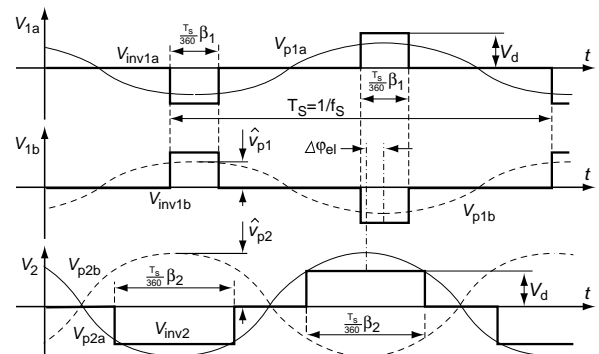 V1a
Vinv1a
Ts/360 β1
Vp1a
Vd
t
Ts/360 β1
TS=1/fS
V1b
v̂p1
Δφel
t
Vinv1b
Vp1b
v̂p2
V2
Vp2b
Ts/360 β2
Vd
t
Vp2a
Vinv2
Ts/360 β2